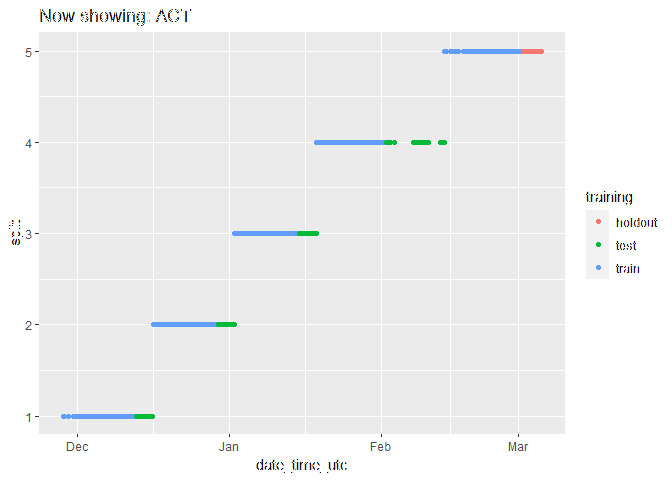 Now showing: ACT
5
4
3
2
1
split
Dec
Jan
Feb
Mar
date_time_utc
training
holdout
test
train